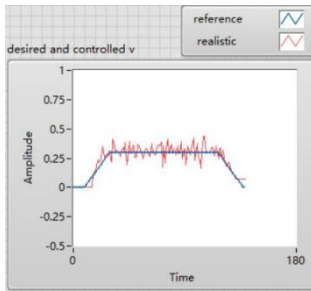 reference
realistic
desired and controlled v
1
0.75
0.5
0.25
0
-0.25
-0.5
Amplitude
0
180
Time